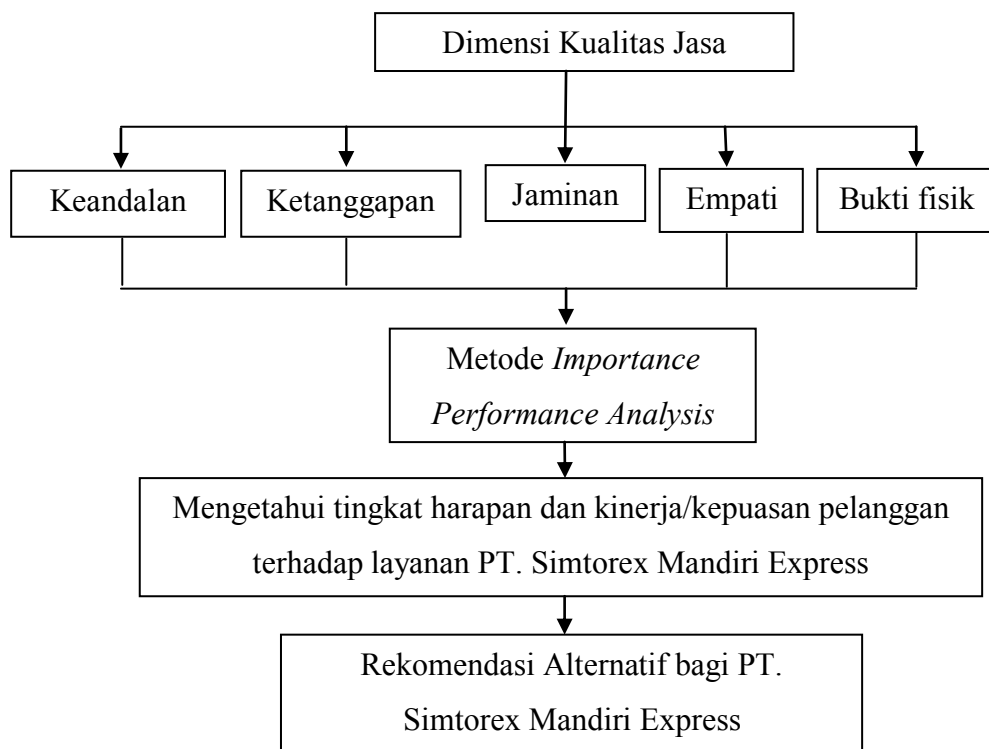 Dimensi Kualitas Jasa
Keandalan
Ketanggapan
Jaminan
Empati
Bukti fisik
Metode Importance
Performance Analysis
Mengetahui tingkat harapan dan kinerja/kepuasan pelanggan
terhadap layanan PT. Simtorex Mandiri Express
Rekomendasi Alternatif bagi PT.
Simtorex Mandiri Express